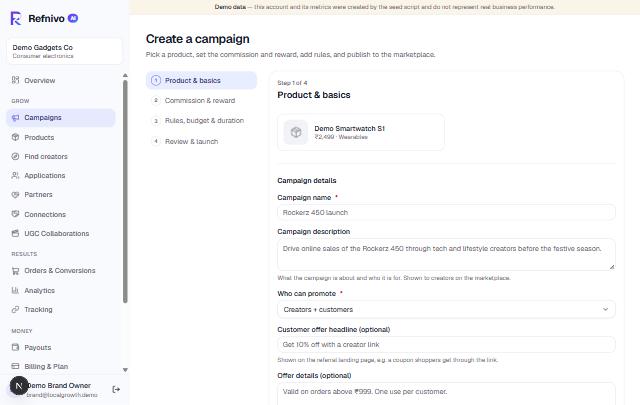 Demo data — this account and its metrics were created by the seed script and do not represent real business performance.
Refnivo AI
Demo Gadgets Co
Consumer electronics
Overview
GROW
Campaigns
Products
Find creators
Applications
Partners
Connections
UGC Collaborations
RESULTS
Orders & Conversions
Analytics
Tracking
MONEY
Payouts
Billing & Plan
N
Demo Brand Owner
brand@localgrowth.demo
Create a campaign
Pick a product, set the commission and reward, add rules, and publish to the marketplace.
1 Product & basics
2 Commission & reward
3 Rules, budget & duration
4 Review & launch
Step 1 of 4
Product & basics
Demo Smartwatch S1
₹2,499 · Wearables
Campaign details
Campaign name *
Rockerz 450 launch
Campaign description
Drive online sales of the Rockerz 450 through tech and lifestyle creators before the festive season.
What the campaign is about and who it is for. Shown to creators on the marketplace.
Who can promote *
Creators + customers
Customer offer headline (optional)
Get 10% off with a creator link
Shown on the referral landing page, e.g. a coupon shoppers get through the link.
Offer details (optional)
Valid on orders above ₹999. One use per customer.